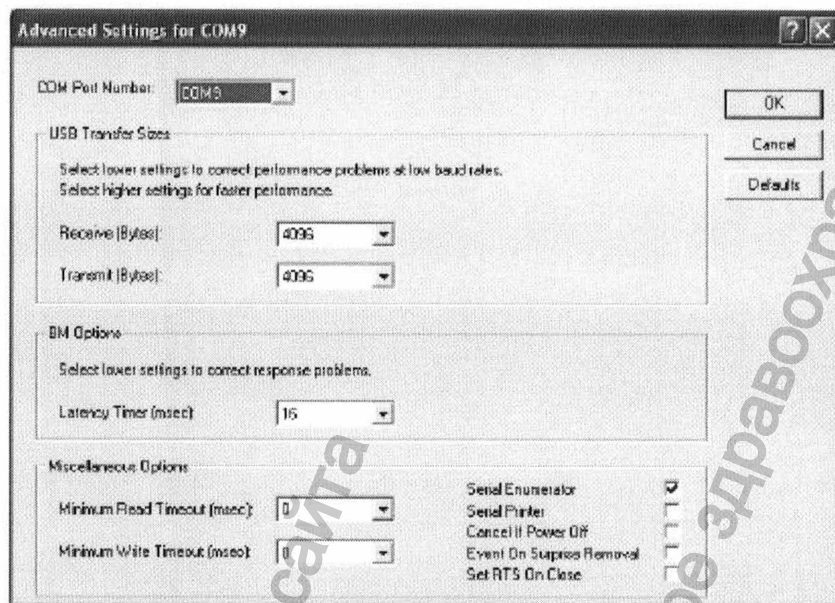 Advanced Settings for COM9
COM Port Number: COM9
OK
Cancel
Defaults
USB Transfer Sizes
Select lower settings to correct performance problems at low baud rates.
Select higher settings for faster performance.
Receive (Bytes): 4096
Transmit (Bytes): 4096
BM Options
Select lower settings to correct response problems.
Latency Timer (msec): 16
Miscellaneous Options
Minimum Read Timeout (msec): 0
Minimum Write Timeout (msec): 0
Serial Enumerator
Serial Printer
Cancel If Power Off
Event On Surprise Removal
Set RTS On Close
сайта